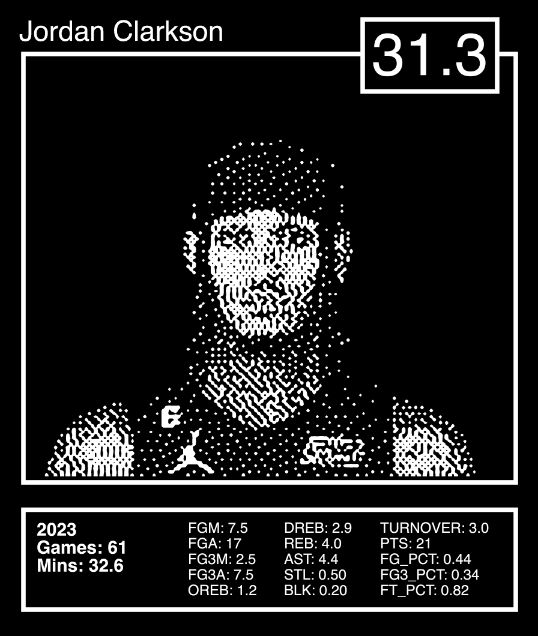 Jordan Clarkson
31.3
6
2023
Games: 61
Mins: 32.6
FGM: 7.5
FGA: 17
FG3M: 2.5
FG3A: 7.5
OREB: 1.2
DREB: 2.9
REB: 4.0
AST: 4.4
STL: 0.50
BLK: 0.20
TURNOVER: 3.0
PTS: 21
FG_PCT: 0.44
FG3_PCT: 0.34
FT_PCT: 0.82